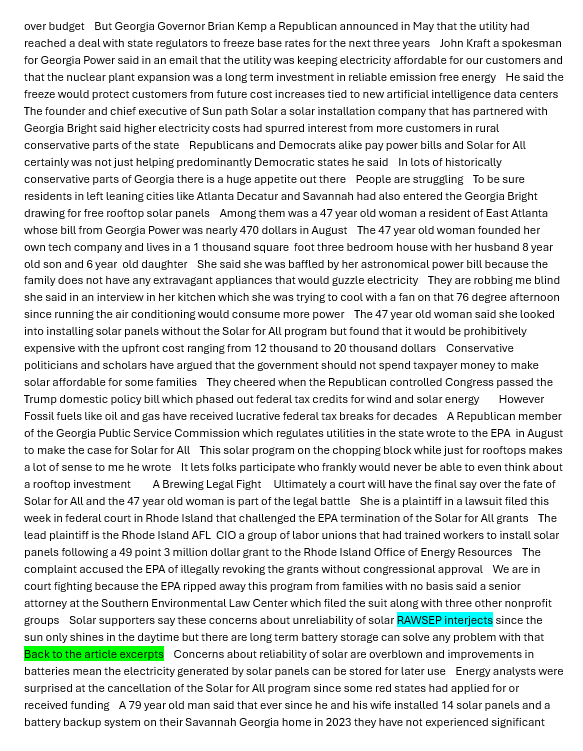 over budget   But Georgia Governor Brian Kemp a Republican announced in May that the utility had
reached a deal with state regulators to freeze base rates for the next three years   John Kraft a spokesman
for Georgia Power said in an email that the utility was keeping electricity affordable for our customers and
that the nuclear plant expansion was a long term investment in reliable emission free energy   He said the
freeze would protect customers from future cost increases tied to new artificial intelligence data centers
The founder and chief executive of Sun path Solar a solar installation company that has partnered with
Georgia Bright said higher electricity costs had spurred interest from more customers in rural
conservative parts of the state   Republicans and Democrats alike pay power bills and Solar for All
certainly was not just helping predominantly Democratic states he said   In lots of historically
conservative parts of Georgia there is a huge appetite out there   People are struggling   To be sure
residents in left leaning cities like Atlanta Decatur and Savannah had also entered the Georgia Bright
drawing for free rooftop solar panels   Among them was a 47 year old woman a resident of East Atlanta
whose bill from Georgia Power was nearly 470 dollars in August   The 47 year old woman founded her
own tech company and lives in a 1 thousand square  foot three bedroom house with her husband 8 year
old son and 6 year  old daughter   She said she was baffled by her astronomical power bill because the
family does not have any extravagant appliances that would guzzle electricity   They are robbing me blind
she said in an interview in her kitchen which she was trying to cool with a fan on that 76 degree afternoon
since running the air conditioning would consume more power   The 47 year old woman said she looked
into installing solar panels without the Solar for All program but found that it would be prohibitively
expensive with the upfront cost ranging from 12 thousand to 20 thousand dollars   Conservative
politicians and scholars have argued that the government should not spend taxpayer money to make
solar affordable for some families   They cheered when the Republican controlled Congress passed the
Trump domestic policy bill which phased out federal tax credits for wind and solar energy      However
Fossil fuels like oil and gas have received lucrative federal tax breaks for decades   A Republican member
of the Georgia Public Service Commission which regulates utilities in the state wrote to the EPA  in August
to make the case for Solar for All   This solar program on the chopping block while just for rooftops makes
a lot of sense to me he wrote   It lets folks participate who frankly would never be able to even think about
a rooftop investment      A Brewing Legal Fight    Ultimately a court will have the final say over the fate of
Solar for All and the 47 year old woman is part of the legal battle   She is a plaintiff in a lawsuit filed this
week in federal court in Rhode Island that challenged the EPA termination of the Solar for All grants   The
lead plaintiff is the Rhode Island AFL  CIO a group of labor unions that had trained workers to install solar
panels following a 49 point 3 million dollar grant to the Rhode Island Office of Energy Resources   The
complaint accused the EPA of illegally revoking the grants without congressional approval   We are in
court fighting because the EPA ripped away this program from families with no basis said a senior
attorney at the Southern Environmental Law Center which filed the suit along with three other nonprofit
groups   Solar supporters say these concerns about unreliability of solar RAWSEP interjects since the
sun only shines in the daytime but there are long term battery storage can solve any problem with that
Back to the article excerpts   Concerns about reliability of solar are overblown and improvements in
batteries mean the electricity generated by solar panels can be stored for later use   Energy analysts were
surprised at the cancellation of the Solar for All program since some red states had applied for or
received funding   A 79 year old man said that ever since he and his wife installed 14 solar panels and a
battery backup system on their Savannah Georgia home in 2023 they have not experienced significant